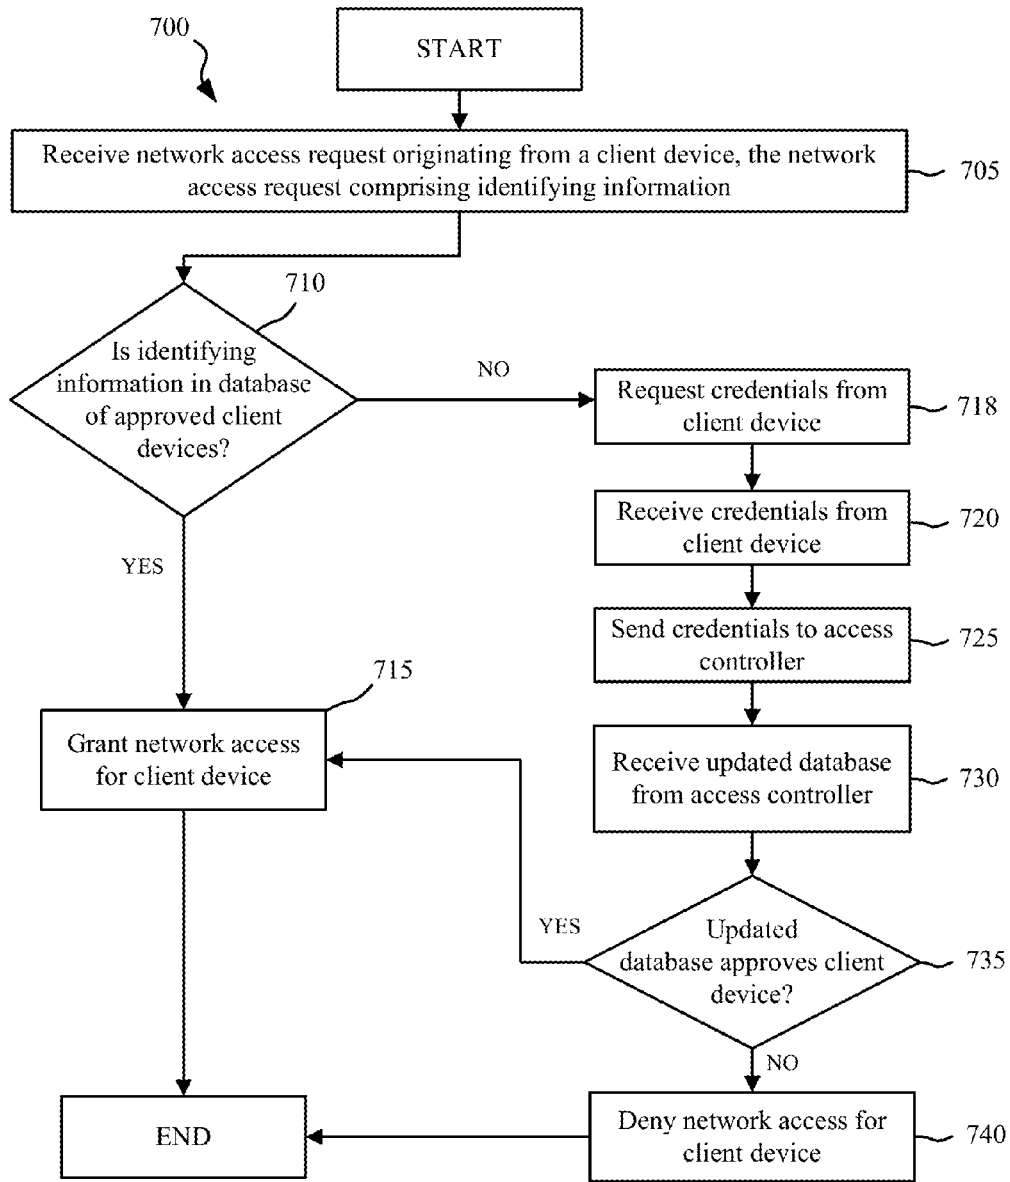 700
START
Receive network access request originating from a client device, the network
access request comprising identifying information
705
710
Is identifying
information in database
of approved client
devices?
NO
Request credentials from
client device
718
Receive credentials from
client device
720
YES
Send credentials to access
controller
725
715
Grant network access
for client device
Receive updated database
from access controller
730
YES
Updated
database approves client
device?
735
NO
Deny network access for
client device
740
END